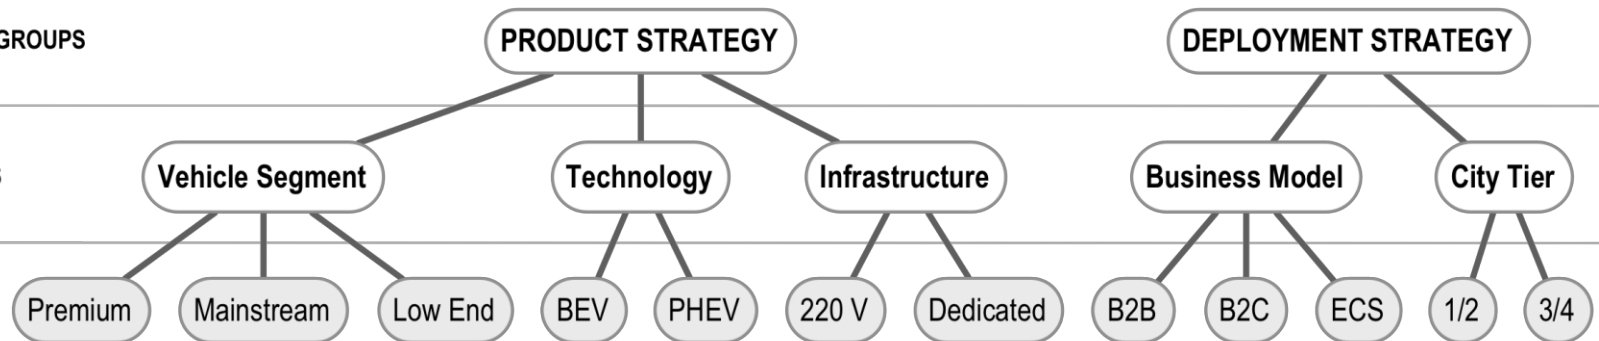 GROUPS PRODUCT STRATEGY DEPLOYMENT STRATEGY
Vehicle Segment Technology Infrastructure Business Model City Tier
Premium Mainstream Low End BEV PHEV 220 V Dedicated B2B B2C ECS 1/2 3/4